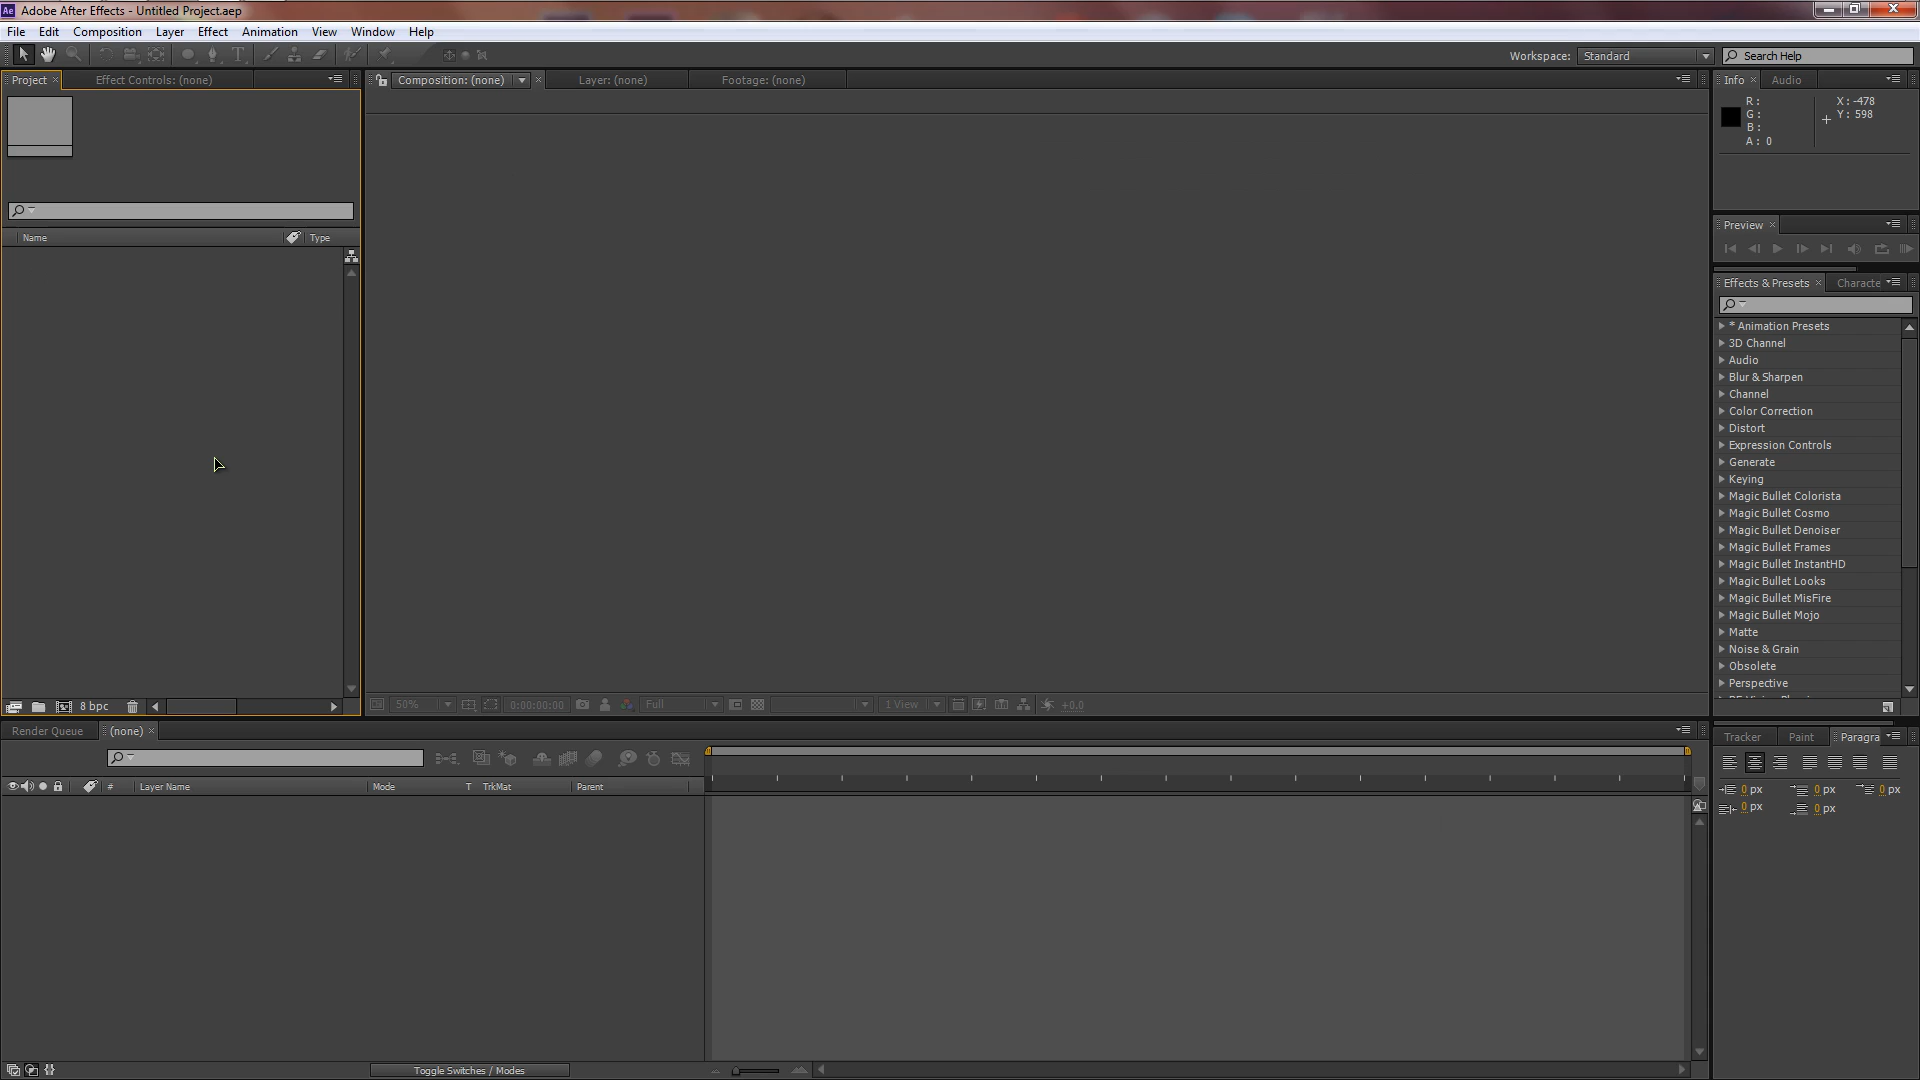 Ae Adobe After Effects - Untitled Project.aep
File Edit Composition Layer Effect Animation View Window Help
T Workspace: Standard Search Help
Project Effect Controls: (none) Composition: (none) Layer: (none) Footage: (none) Info Audio
R: X: -478
G: Y: 598
B:
A: 0
Name Type
Preview
Effects & Presets Characte
* Animation Presets
3D Channel
Audio
Blur & Sharpen
Channel
Color Correction
Distort
Expression Controls
Generate
Keying
Magic Bullet Colorista
Magic Bullet Cosmo
Magic Bullet Denoiser
Magic Bullet Frames
Magic Bullet InstantHD
Magic Bullet Looks
Magic Bullet MisFire
Magic Bullet Mojo
Matte
Noise & Grain
Obsolete
Perspective
8 bpc 50% 0:00:00:00 Full 1 View +0.0
Render Queue (none) Tracker Paint Paragra
# Layer Name Mode T TrkMat Parent
0 px 0 px 0 px
0 px 0 px
Toggle Switches / Modes